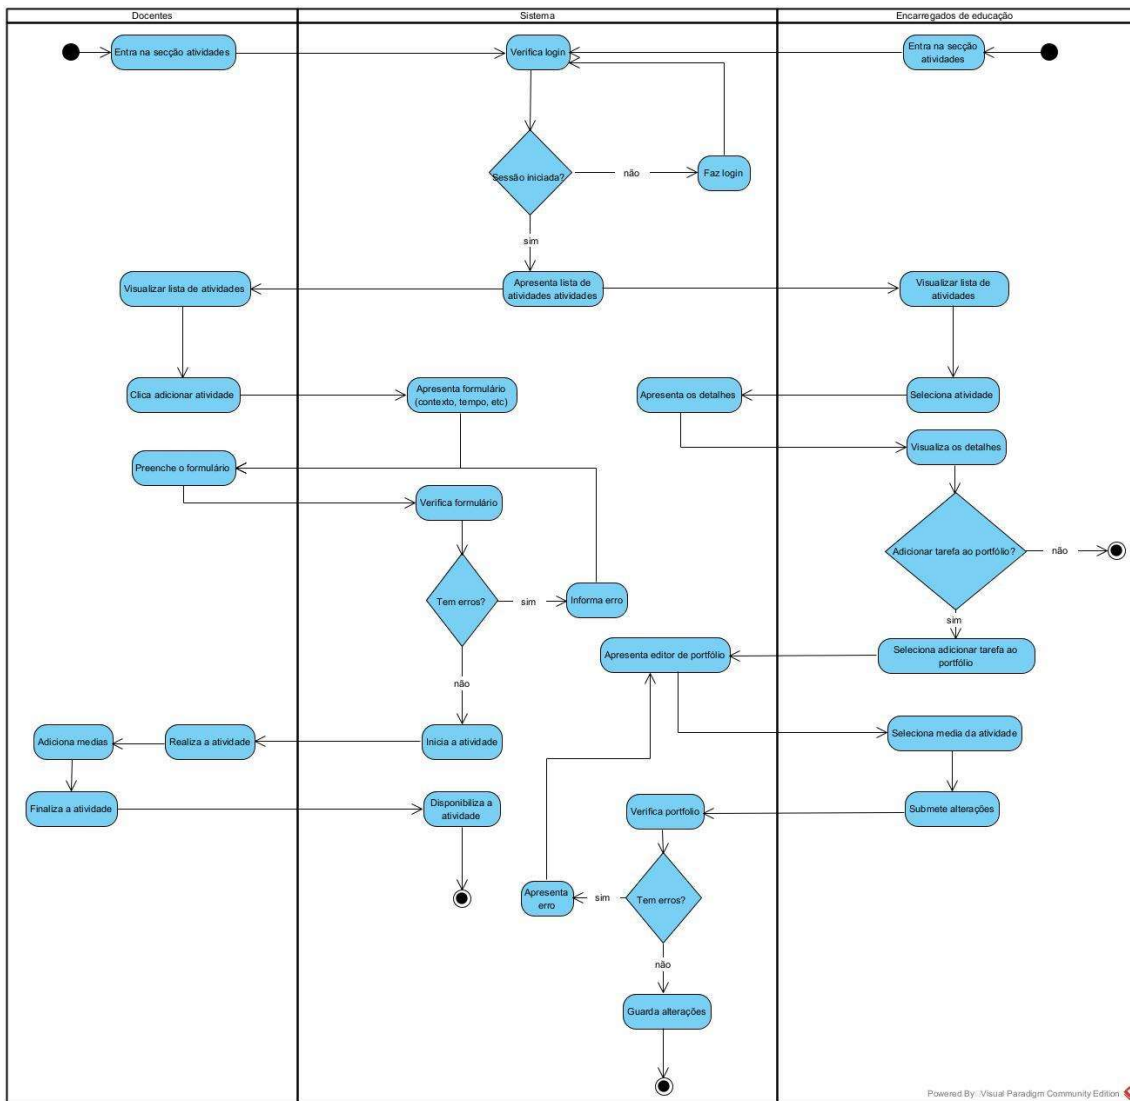 Docentes
Sistema
Encarregados de educação
Entra na secção atividades
Verifica login
Entra na secção
atividades
Sessão iniciada?
não
Faz login
sim
Visualizar lista de atividades
Apresenta lista de
atividades atividades
Visualizar lista de
atividades
Clica adicionar atividade
Apresenta formulário
(contexto, tempo, etc)
Apresenta os detalhes
Seleciona atividade
Visualiza os detalhes
Preenche o formulário
Verifica formulário
Adicionar tarefa ao portfólio?
não
Tem erros?
sim
Informa erro
sim
Apresenta editor de portfólio
Seleciona adicionar tarefa ao
portfólio
não
Adiciona medias
Realiza a atividade
Inicia a atividade
Seleciona media da atividade
Finaliza a atividade
Disponibiliza a
atividade
Verifica portfolio
Submete alterações
Apresenta
erro
sim
Tem erros?
não
Guarda alterações
Powered By: Visual Paradigm Community Edition